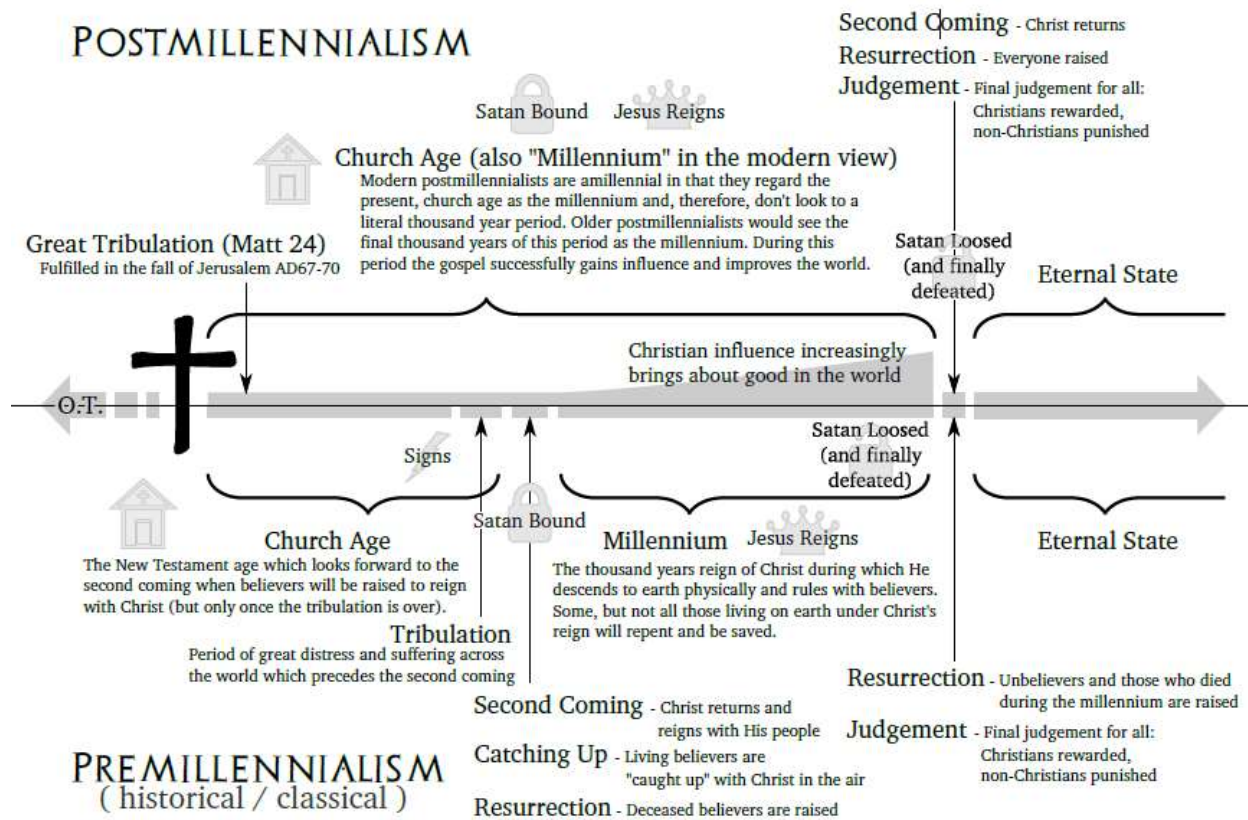 POSTMILLENNIALISM
Second Coming - Christ returns
Resurrection - Everyone raised
Judgement - Final judgement for all:
Christians rewarded,
non-Christians punished
Satan Bound
Jesus Reigns
Church Age (also "Millennium" in the modern view)
Modern postmillennialists are amillennial in that they regard the
present, church age as the millennium and, therefore, don't look to a
literal thousand year period. Older postmillennialists would see the
final thousand years of this period as the millennium. During this
period the gospel successfully gains influence and improves the world.
Great Tribulation (Matt 24)
Fulfilled in the fall of Jerusalem AD67-70
Satan Loosed
(and finally
defeated)
Eternal State
Christian influence increasingly
brings about good in the world
O.T.
Signs
Satan Loosed
(and finally
defeated)
Satan Bound
Church Age
The New Testament age which looks forward to the
second coming when believers will be raised to reign
with Christ (but only once the tribulation is over).
Millennium
Jesus Reigns
The thousand years reign of Christ during which He
descends to earth physically and rules with believers.
Some, but not all those living on earth under Christ's
reign will repent and be saved.
Eternal State
Tribulation
Period of great distress and suffering across
the world which precedes the second coming
Second Coming - Christ returns and
reigns with His people
Catching Up - Living believers are
"caught up" with Christ in the air
Resurrection - Deceased believers are raised
Resurrection - Unbelievers and those who died
during the millennium are raised
Judgement - Final judgement for all:
Christians rewarded,
non-Christians punished
PREMILLENNIALISM
( historical / classical )